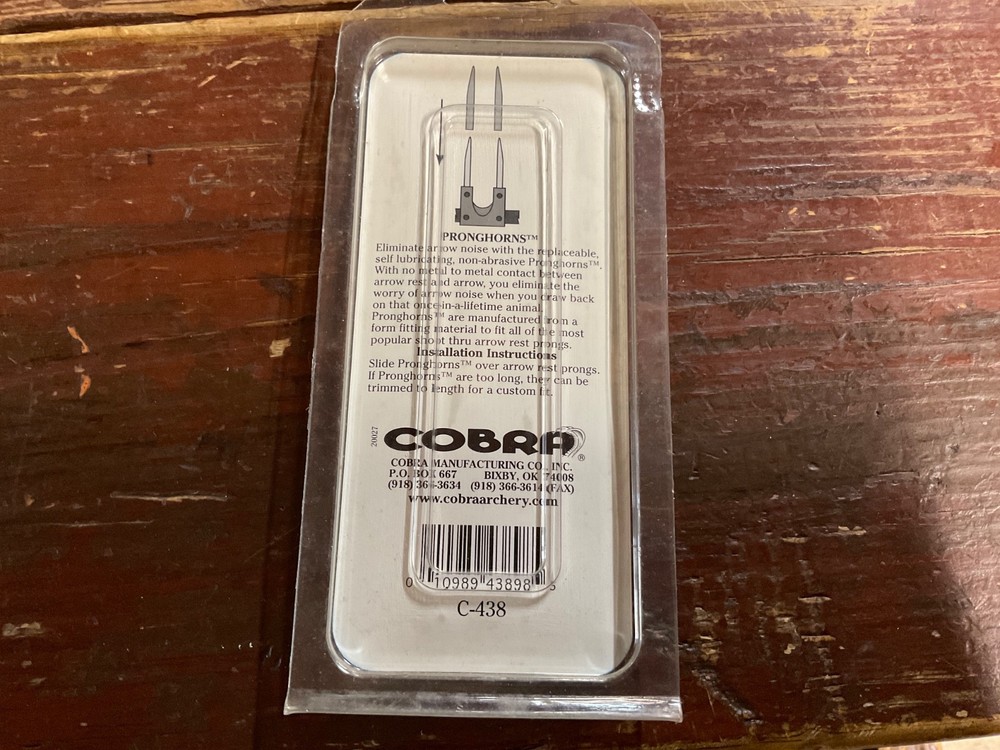 PRONGHORNS™
Eliminate arrow noise with the replaceable,
self lubricating, non-abrasive Pronghorns™.
With no metal to metal contact between
arrow rest and arrow, you eliminate the
worry of arrow noise when you draw back
on that once-in-a-lifetime animal.
Pronghorns™ are manufactured from a
form fitting material to fit all of the most
popular shoot thru arrow rest prongs.
Installation Instructions
Slide Pronghorns™ over arrow rest prongs.
If Pronghorns™ are too long, they can be
trimmed to length for a custom fit.
20027
COBRA®
COBRA MANUFACTURING CO., INC.
P.O. BOX 667 BIXBY, OK 74008
(918) 366-3634 (918) 366-3614 (FAX)
www.cobraarchery.com
0 10989 43898
C-438